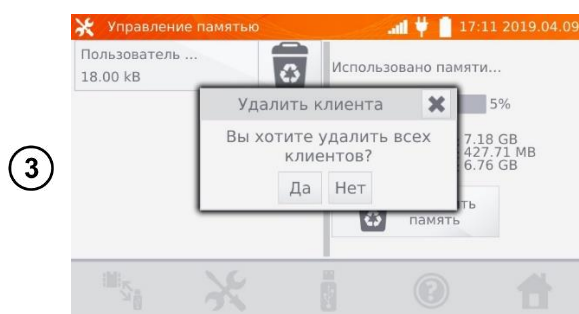 3
Управление памятью
17:11 2019.04.09
Пользователь ...
18.00 kB
Использовано памяти...
5%
Удалить клиента
Вы хотите удалить всех
клиентов?
Да Нет
7.18 GB
427.71 MB
6.76 GB
память